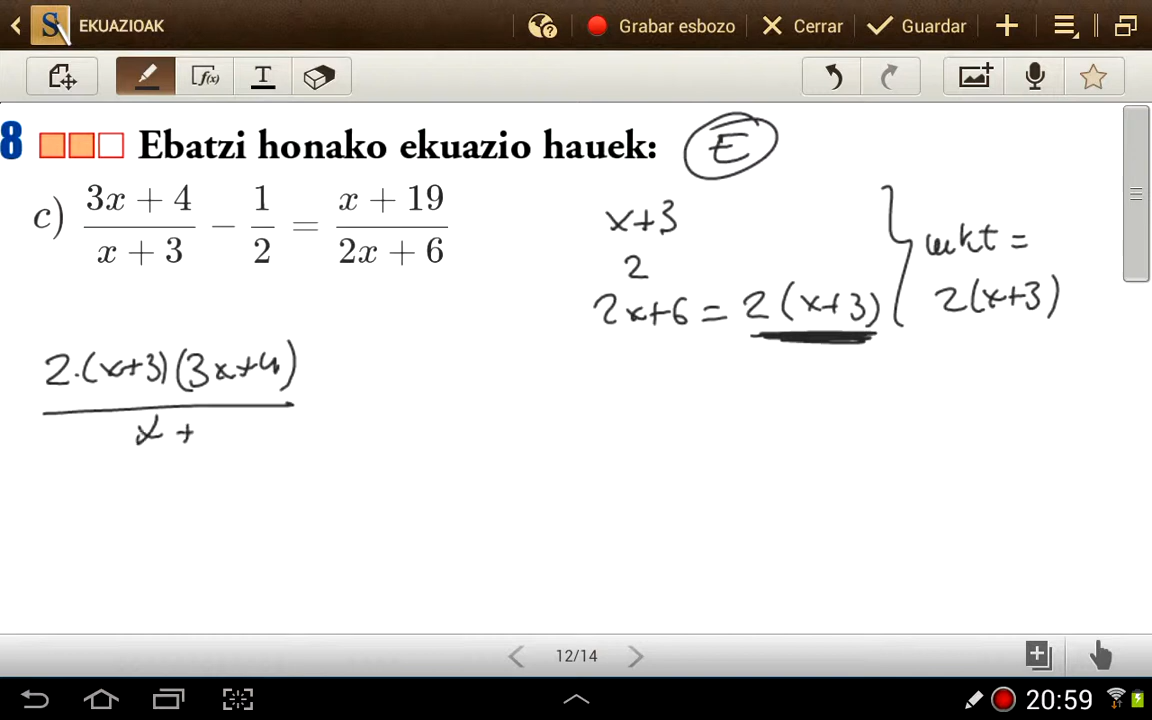 EKUAZIOAK
Grabar esbozo
Cerrar
Guardar
f(x)
T
8 Ebatzi honako ekuazio hauek: E
c) (3x + 4)/(x + 3) − 1/2 = (x + 19)/(2x + 6)
x+3
2
2x+6 = 2(x+3)
mkt =
2(x+3)
2·(x+3)(3x+4)
x +
12/14
20:59